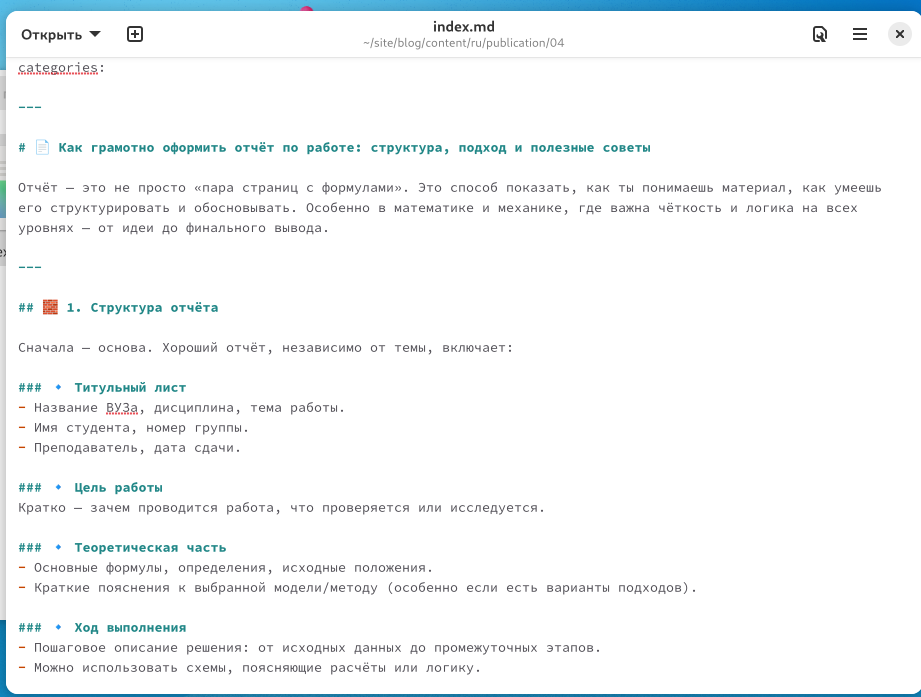 Открыть
index.md
~/site/blog/content/ru/publication/04
categories:
---
# 📄 Как грамотно оформить отчёт по работе: структура, подход и полезные советы
Отчёт — это не просто «пара страниц с формулами». Это способ показать, как ты понимаешь материал, как умеешь
его структурировать и обосновывать. Особенно в математике и механике, где важна чёткость и логика на всех
уровнях — от идеи до финального вывода.
---
## 🧱 1. Структура отчёта
Сначала — основа. Хороший отчёт, независимо от темы, включает:
### 🔹 Титульный лист
- Название ВУЗа, дисциплина, тема работы.
- Имя студента, номер группы.
- Преподаватель, дата сдачи.
### 🔹 Цель работы
Кратко — зачем проводится работа, что проверяется или исследуется.
### 🔹 Теоретическая часть
- Основные формулы, определения, исходные положения.
- Краткие пояснения к выбранной модели/методу (особенно если есть варианты подходов).
### 🔹 Ход выполнения
- Пошаговое описание решения: от исходных данных до промежуточных этапов.
- Можно использовать схемы, поясняющие расчёты или логику.